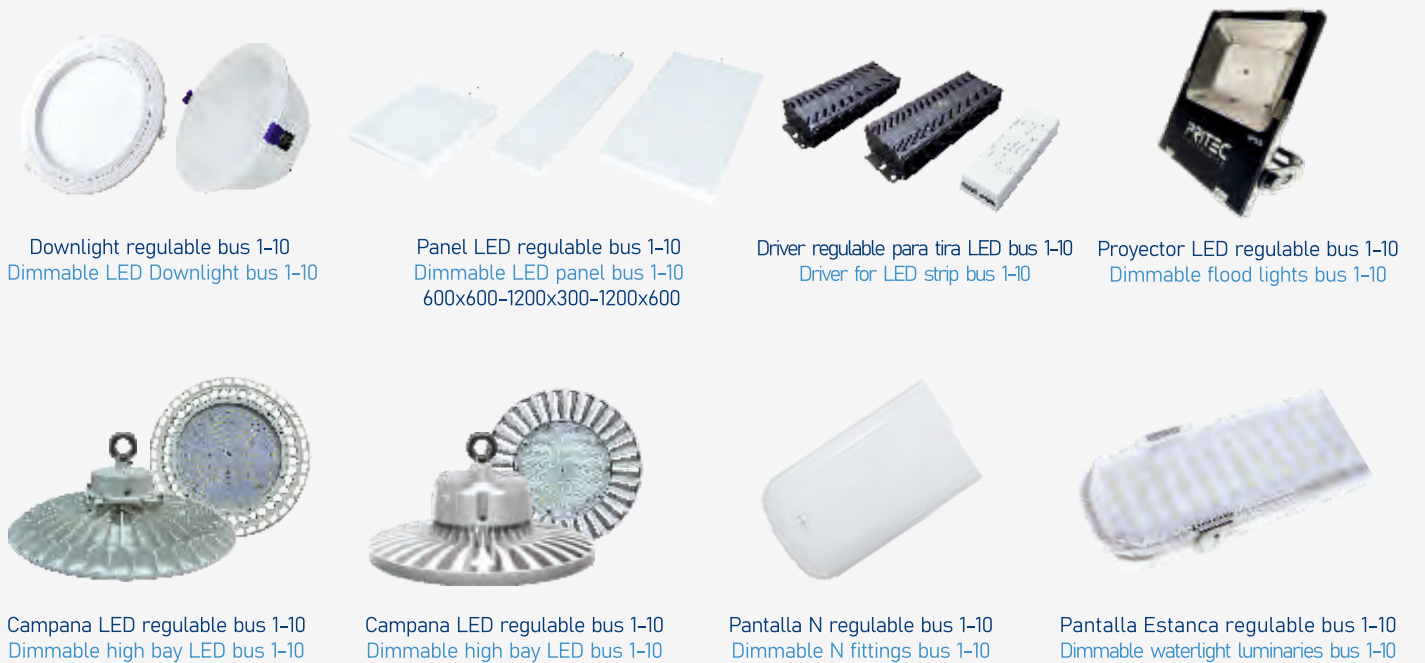 PRITEC
Downlight regulable bus 1-10
Dimmable LED Downlight bus 1-10
Panel LED regulable bus 1-10
Dimmable LED panel bus 1-10
600x600-1200x300-1200x600
Driver regulable para tira LED bus 1-10
Driver for LED strip bus 1-10
Proyector LED regulable bus 1-10
Dimmable flood lights bus 1-10
Campana LED regulable bus 1-10
Dimmable high bay LED bus 1-10
Campana LED regulable bus 1-10
Dimmable high bay LED bus 1-10
Pantalla N regulable bus 1-10
Dimmable N fittings bus 1-10
Pantalla Estanca regulable bus 1-10
Dimmable waterlight luminaries bus 1-10